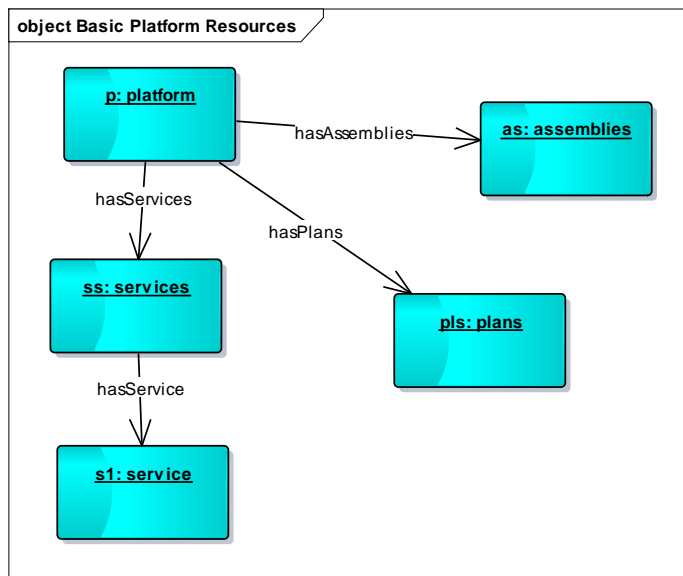 object Basic Platform Resources
p: platform
as: assemblies
hasAssemblies
hasServices
hasPlans
ss: services
pls: plans
hasService
s1: service